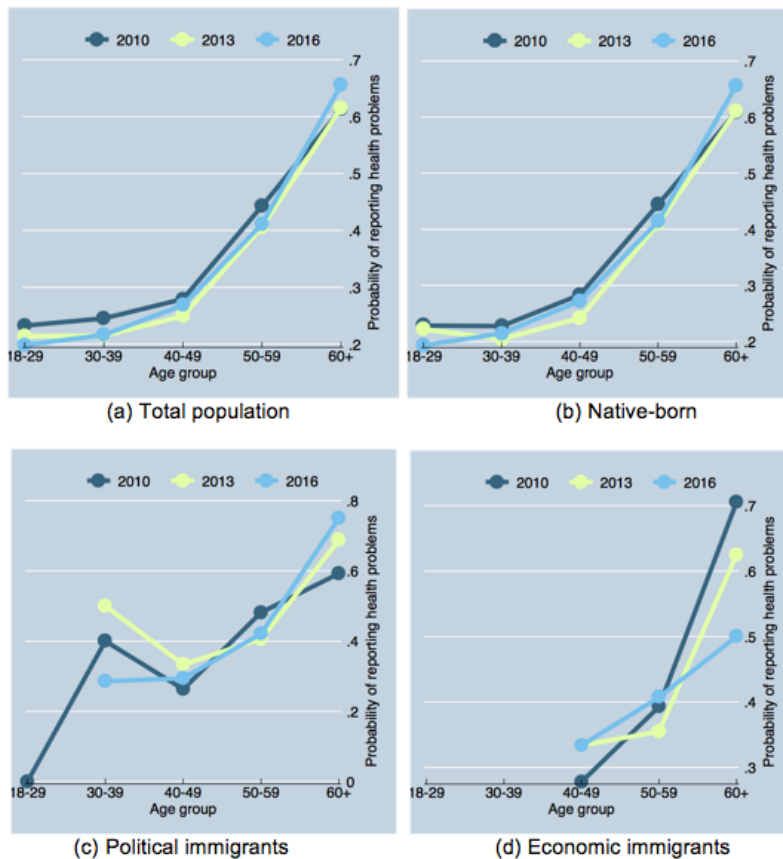 2010 2013 2016
.7
.6
.5
.4
.3
.2
Probability of reporting health problems
18-29 30-39 40-49 50-59 60+
Age group
(a) Total population
2010 2013 2016
.7
.6
.5
.4
.3
.2
Probability of reporting health problems
18-29 30-39 40-49 50-59 60+
Age group
(b) Native-born
2010 2013 2016
.8
.6
.4
.2
0
Probability of reporting health problems
18-29 30-39 40-49 50-59 60+
Age group
(c) Political immigrants
2010 2013 2016
.7
.6
.5
.4
.3
Probability of reporting health problems
18-29 30-39 40-49 50-59 60+
Age group
(d) Economic immigrants